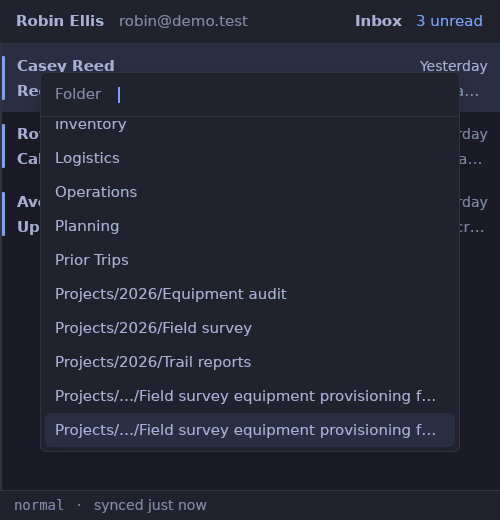 Robin Ellis robin@demo.test Inbox 3 unread
Casey Reed Yesterday
Folder
Inventory
Logistics
Operations
Planning
Prior Trips
Projects/2026/Equipment audit
Projects/2026/Field survey
Projects/2026/Trail reports
Projects/.../Field survey equipment provisioning f...
Projects/.../Field survey equipment provisioning f...
normal · synced just now